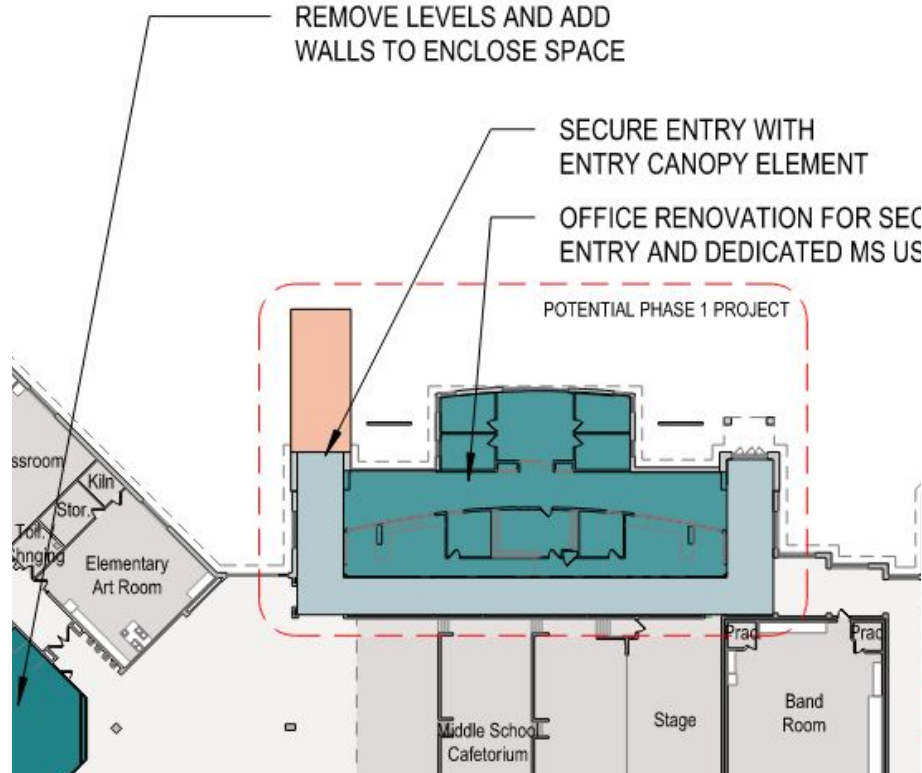 REMOVE LEVELS AND ADD
WALLS TO ENCLOSE SPACE
SECURE ENTRY WITH
ENTRY CANOPY ELEMENT
OFFICE RENOVATION FOR SEC
ENTRY AND DEDICATED MS US
POTENTIAL PHASE 1 PROJECT
ssroom
Kiln
Stor.
Toil.
Chnging
Elementary
Art Room
Prac
Prac
Band
Room
Stage
Middle School
Cafetorium